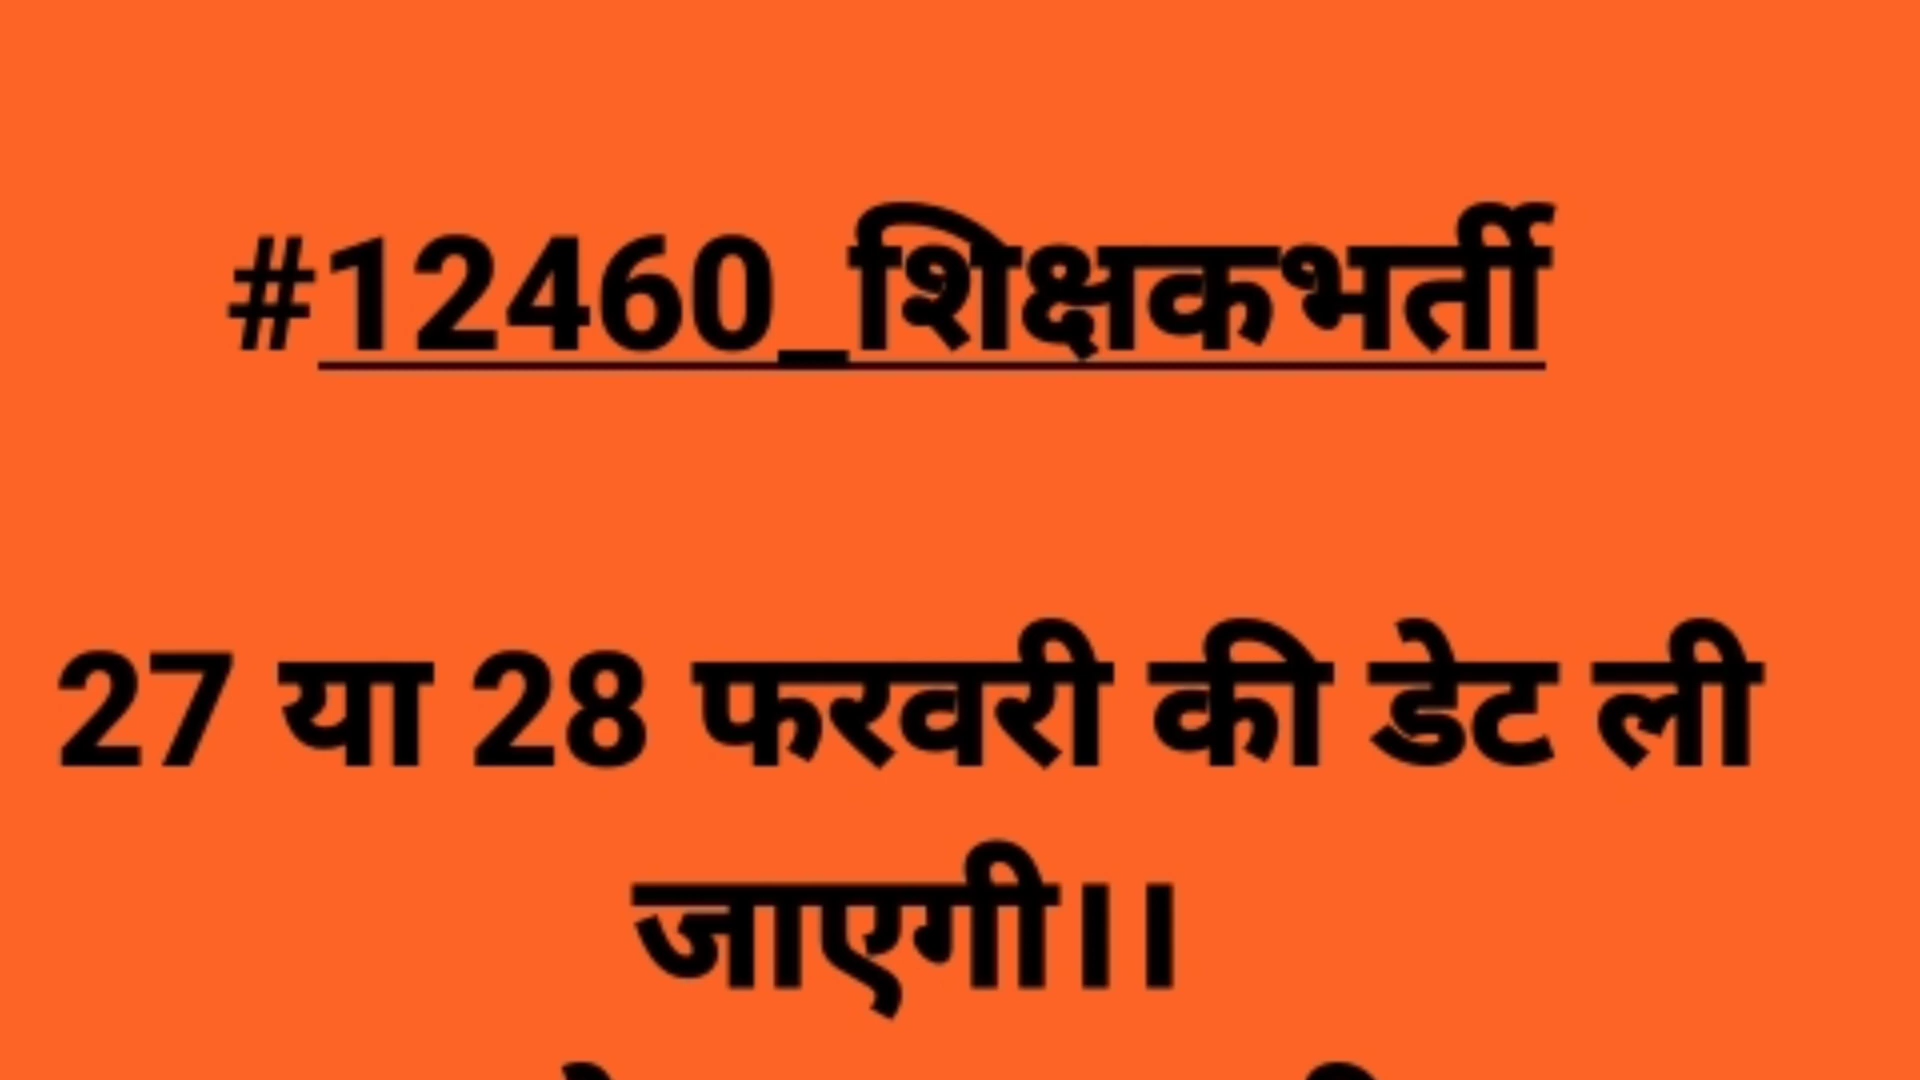 #12460_शिक्षकभर्ती
27 या 28 फरवरी की डेट ली
जाएगी।।